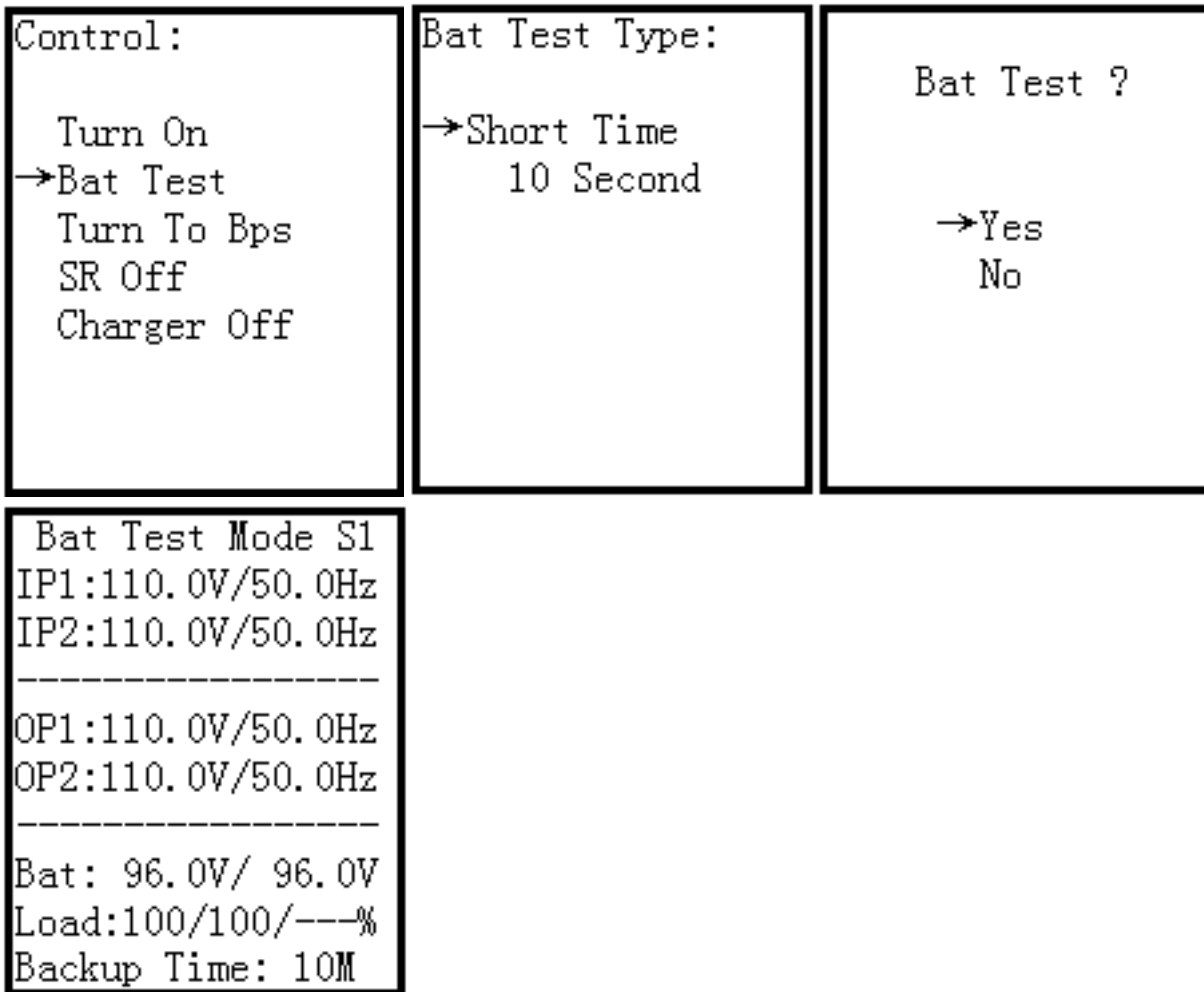 Control:
Turn On
→Bat Test
Turn To Bps
SR Off
Charger Off
Bat Test Type:
→Short Time
10 Second
Bat Test ?
→Yes
No
Bat Test Mode S1
IP1:110.0V/50.0Hz
IP2:110.0V/50.0Hz
-----------------
OP1:110.0V/50.0Hz
OP2:110.0V/50.0Hz
-----------------
Bat: 96.0V/ 96.0V
Load:100/100/---%
Backup Time: 10M